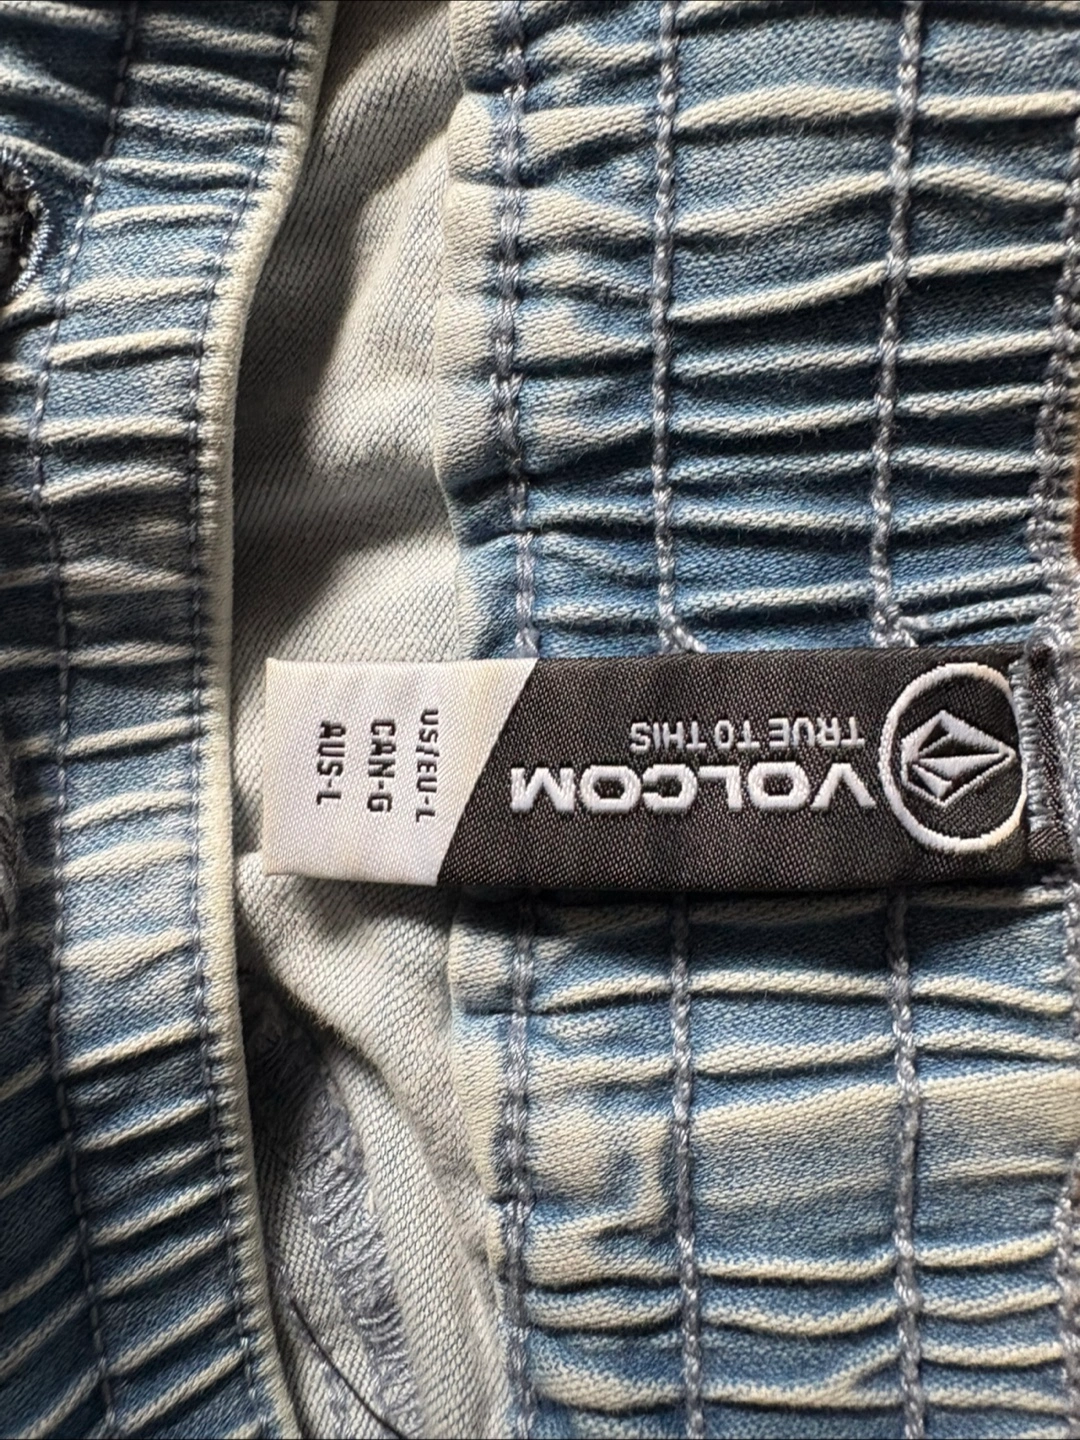 VOLCOM
TRUE TO THIS
US/EU-L
CAN-G
AUS-L